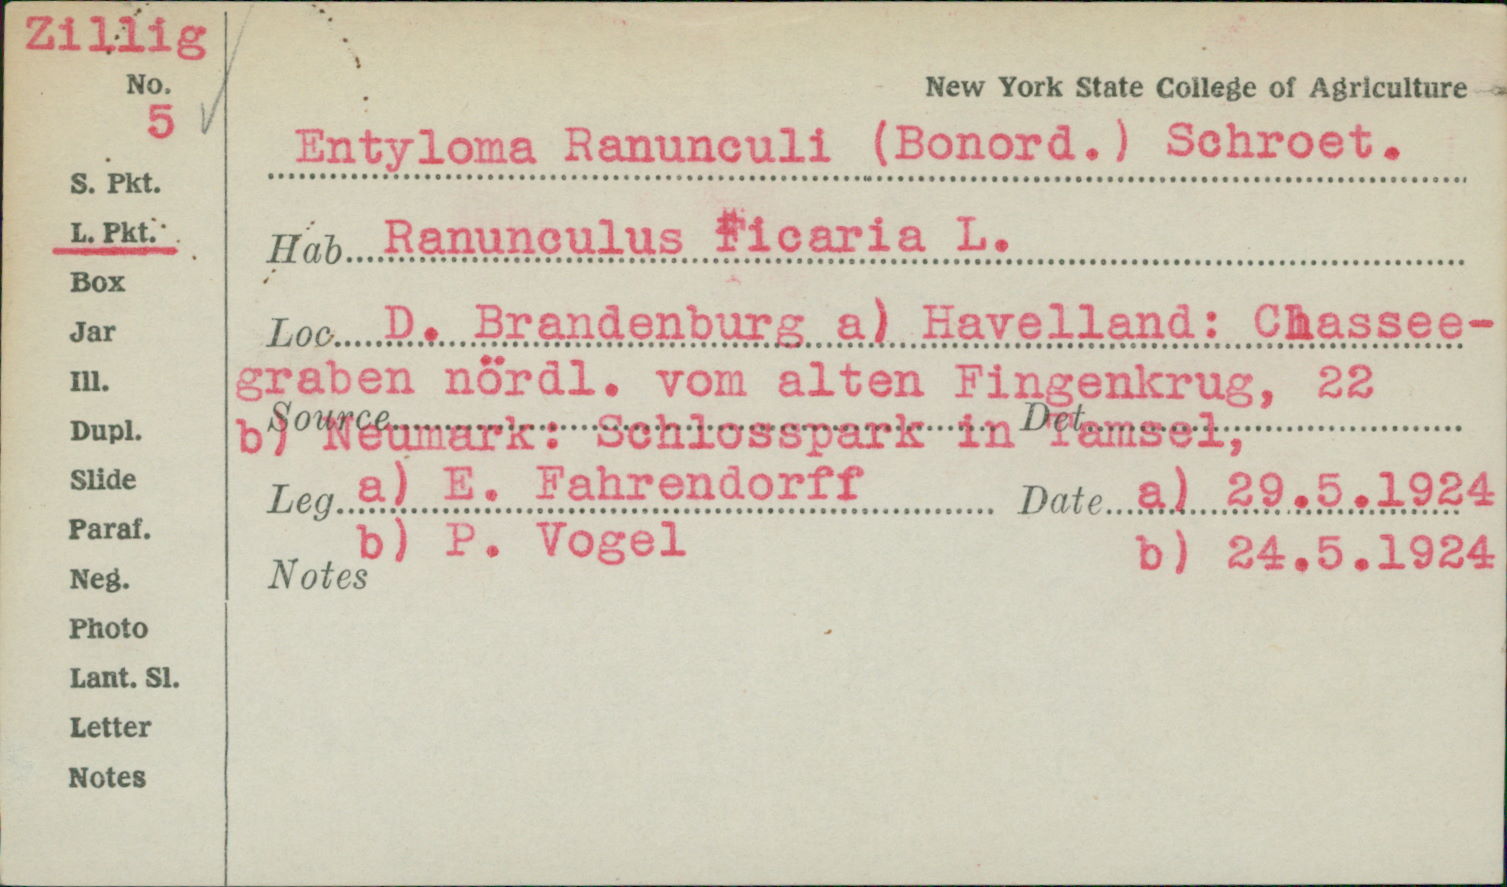 Zillig
No.
5 ✓
New York State College of Agriculture
Entyloma Ranunculi (Bonord.) Schroet.
S. Pkt.
L. Pkt.
Hab. Ranunculus Ficaria L.
Box
Jar
Loc. D. Brandenburg a) Havelland: Chassee-
Ill.
graben nördl. vom alten Fingenkrug, 22
Source Det.
Dupl.
b) Neumark: Schlosspark in Tamsel,
Slide
Leg. a) E. Fahrendorff Date a) 29.5.1924
Paraf.
b) P. Vogel b) 24.5.1924
Neg.
Notes
Photo
Lant. Sl.
Letter
Notes